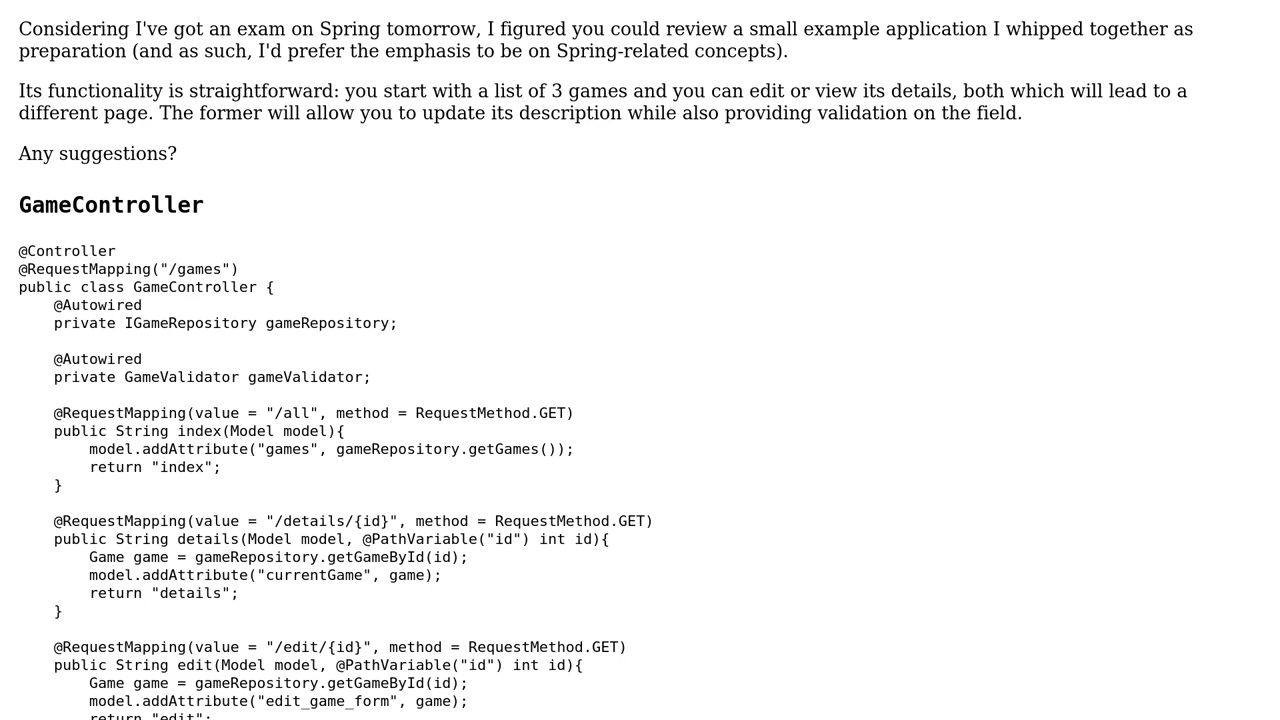 Considering I've got an exam on Spring tomorrow, I figured you could review a small example application I whipped together as
preparation (and as such, I'd prefer the emphasis to be on Spring-related concepts).
Its functionality is straightforward: you start with a list of 3 games and you can edit or view its details, both which will lead to a
different page. The former will allow you to update its description while also providing validation on the field.
Any suggestions?
GameController
@Controller
@RequestMapping("/games")
public class GameController {
    @Autowired
    private IGameRepository gameRepository;

    @Autowired
    private GameValidator gameValidator;

    @RequestMapping(value = "/all", method = RequestMethod.GET)
    public String index(Model model){
        model.addAttribute("games", gameRepository.getGames());
        return "index";
    }

    @RequestMapping(value = "/details/{id}", method = RequestMethod.GET)
    public String details(Model model, @PathVariable("id") int id){
        Game game = gameRepository.getGameById(id);
        model.addAttribute("currentGame", game);
        return "details";
    }

    @RequestMapping(value = "/edit/{id}", method = RequestMethod.GET)
    public String edit(Model model, @PathVariable("id") int id){
        Game game = gameRepository.getGameById(id);
        model.addAttribute("edit_game_form", game);
        return "edit";